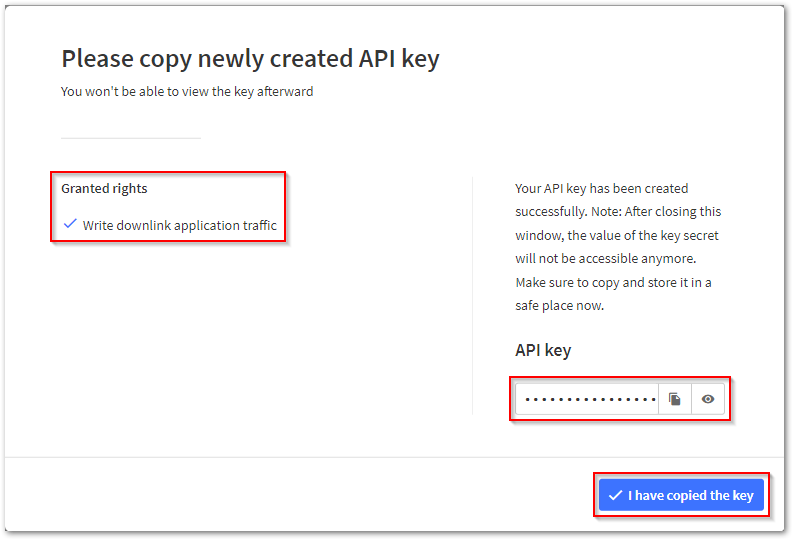 Please copy newly created API key
You won't be able to view the key afterward
Granted rights
Write downlink application traffic
Your API key has been created
successfully. Note: After closing this
window, the value of the key secret
will not be accessible anymore.
Make sure to copy and store it in a
safe place now.
API key
••••••••••••••••
I have copied the key